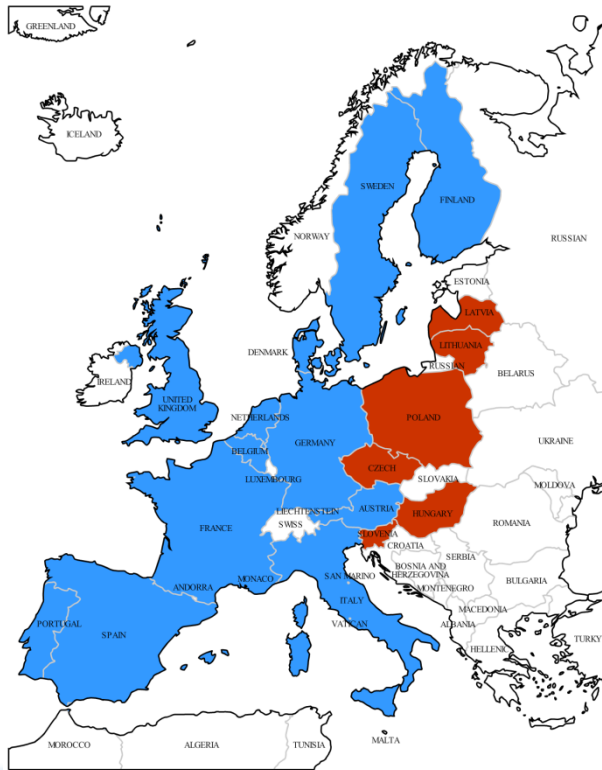 GREENLAND
ICELAND
SWEDEN
FINLAND
NORWAY
RUSSIAN
ESTONIA
LATVIA
LITHUANIA
DENMARK
RUSSIAN
BELARUS
IRELAND
UNITED
KINGDOM
NETHERLANDS
POLAND
GERMANY
UKRAINE
BELGIUM
CZECH
SLOVAKIA
LUXEMBOURG
MOLDOVA
LIECHTENSTEIN
AUSTRIA
HUNGARY
FRANCE
SWISS
ROMANIA
SLOVENIA
CROATIA
SERBIA
BOSNIA AND
HERZEGOVINA
ANDORRA
MONACO
SAN MARINO
BULGARIA
MONTENEGRO
ITALY
MACEDONIA
PORTUGAL
VATICAN
ALBANIA
SPAIN
HELLENIC
TURKY
MALTA
MOROCCO
ALGERIA
TUNISIA